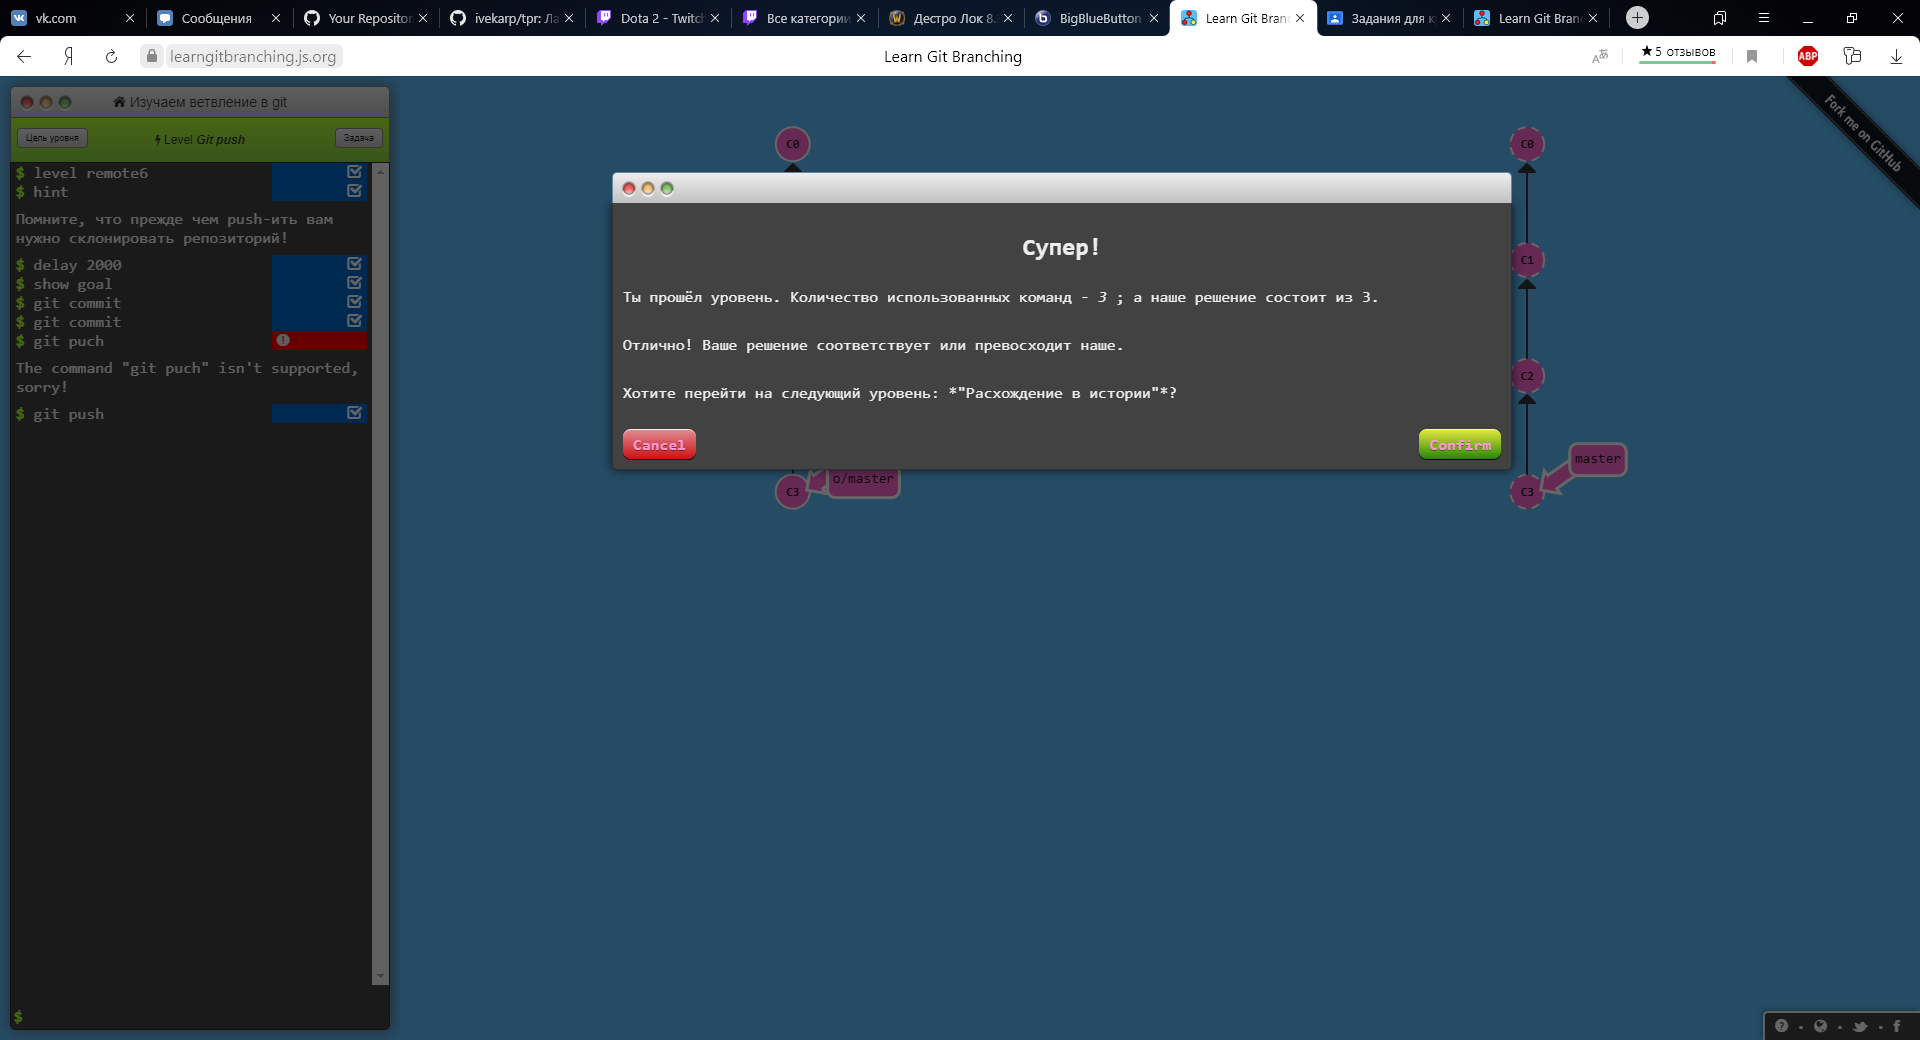 vk.com
Сообщения
Your Repositor
ivekarp/tpr: Ла
Dota 2 - Twitch
Все категории
Дестро Лок 8.
BigBlueButton
Learn Git Branc
Задания для к
Learn Git Branc
learngitbranching.js.org
Learn Git Branching
★5 отзывов
ABP
Изучаем ветвление в git
Цель уровня
Level Git push
Задача
$ level remote6
$ hint
Помните, что прежде чем push-ить вам
нужно склонировать репозиторий!
$ delay 2000
$ show goal
$ git commit
$ git commit
$ git puch
The command "git puch" isn't supported,
sorry!
$ git push
$
C0
Супер!
Ты прошёл уровень. Количество использованных команд - 3 ; а наше решение состоит из 3.
Отлично! Ваше решение соответствует или превосходит наше.
Хотите перейти на следующий уровень: *"Расхождение в истории"*?
Cancel
Confirm
o/master
C3
C0
C1
C2
master
C3
Fork me on GitHub